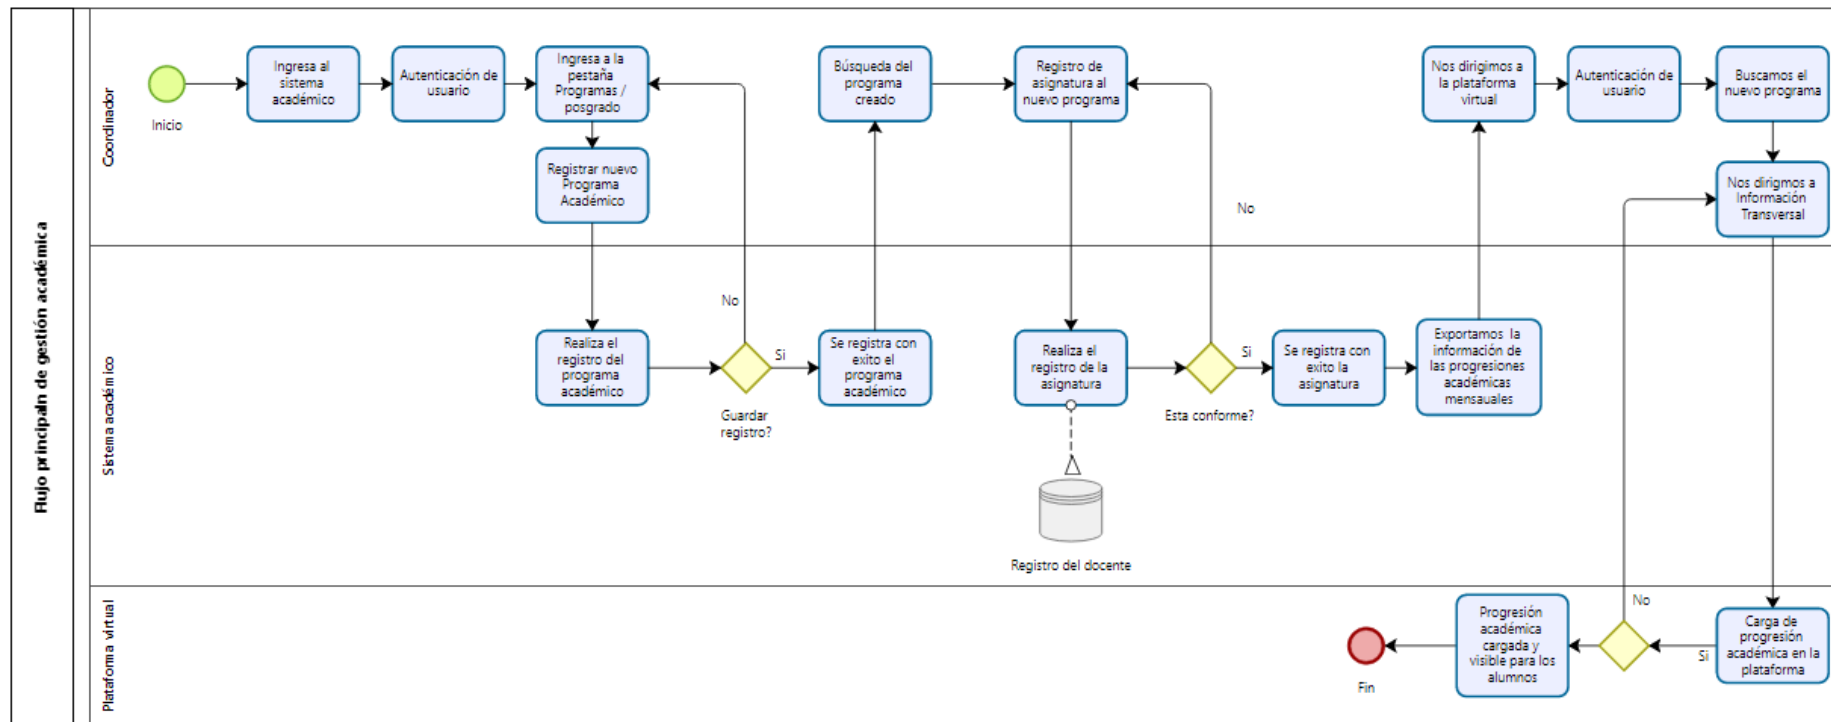 Flujo principaln de gestión académica
Coordinador
Inicio
Ingresa al
sistema
académico
Autenticación de
usuario
Ingresa a la
pestaña
Programas /
posgrado
Registrar nuevo
Programa
Académico
Búsqueda del
programa
creado
Registro de
asignatura al
nuevo programa
No
Nos dirigimos a
la plataforma
virtual
Autenticación de
usuario
Buscamos el
nuevo programa
Nos dirigmos a
Información
Transversal
Sistema académico
Realiza el
registro del
programa
académico
No
Si
Guardar
registro?
Se registra con
exito el
programa
académico
Realiza el
registro de la
asignatura
Registro del docente
Si
Esta conforme?
Se registra con
exito la
asignatura
Exportamos la
información de
las progresiones
académicas
mensauales
Plataforma virtual
Fin
Progresión
académica
cargada y
visible para los
alumnos
No
Si
Carga de
progresión
académica en la
plataforma